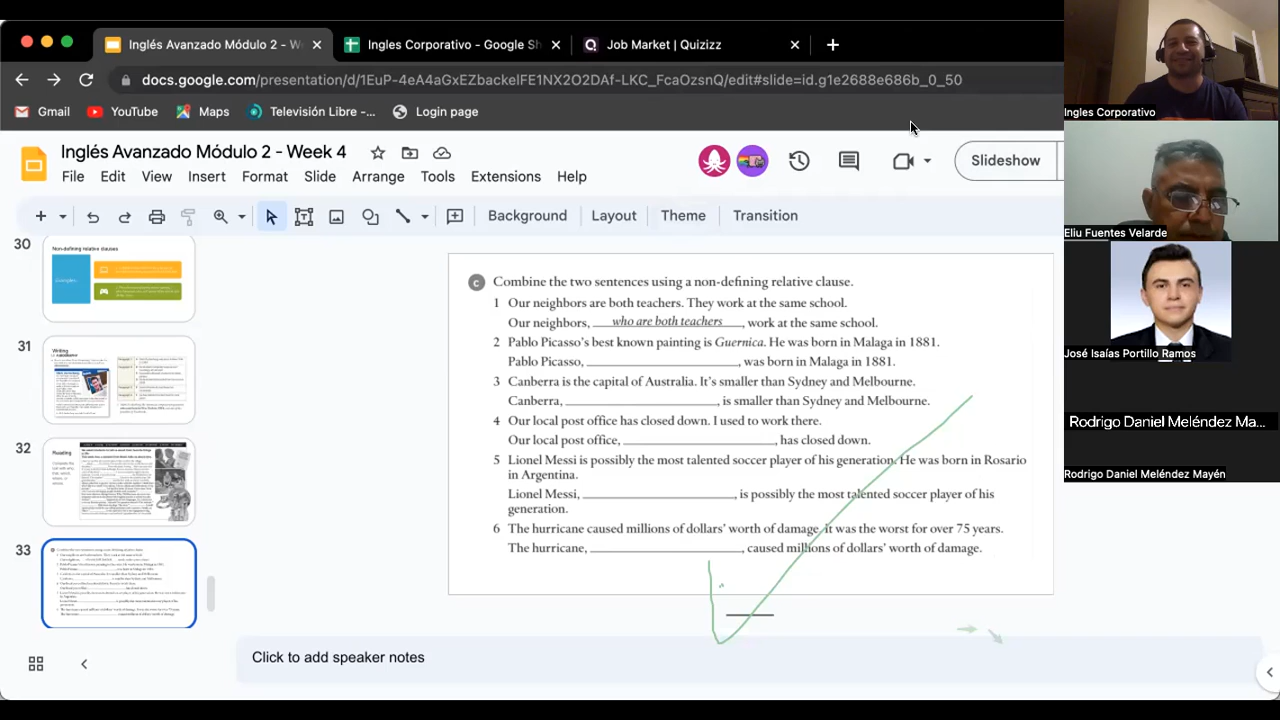 Inglés Avanzado Módulo 2 - W
Ingles Corporativo - Google Sh
Job Market | Quizizz
docs.google.com/presentation/d/1EuP-4eA4aGxEZbackelFE1NX2O2DAf-LKC_FcaOzsnQ/edit#slide=id.g1e2688e686b_0_50
Gmail
YouTube
Maps
Televisión Libre -...
Login page
Inglés Avanzado Módulo 2 - Week 4
Slideshow
File Edit View Insert Format Slide Arrange Tools Extensions Help
Background Layout Theme Transition
30
Non-defining relative clauses
31
Writing
32
Reading
33
c Combine the two sentences using a non-defining relative clause.
1 Our neighbors are both teachers. They work at the same school.
Our neighbors, who are both teachers, work at the same school.
2 Pablo Picasso's best known painting is Guernica. He was born in Malaga in 1881.
Pablo Picasso, , in Malaga in 1881.
3 Canberra is the capital of Australia. It's smaller than Sydney and Melbourne.
Canberra, , is smaller than Sydney and Melbourne.
4 Our local post office has closed down. I used to work there.
Our local post office, , has closed down.
5 is possibly the most talented soccer player of his generation. He was born in Rosario
in Argentina.
Lionel Messi, , is possibly the most talented soccer player of his
generation.
6 The hurricane caused millions of dollars' worth of damage. It was the worst for over 75 years.
The hurricane, , caused millions of dollars' worth of damage.
Click to add speaker notes
Ingles Corporativo
Eliu Fuentes Velarde
José Isaías Portillo Ramos
Rodrigo Daniel Meléndez Ma...
Rodrigo Daniel Meléndez Mayén